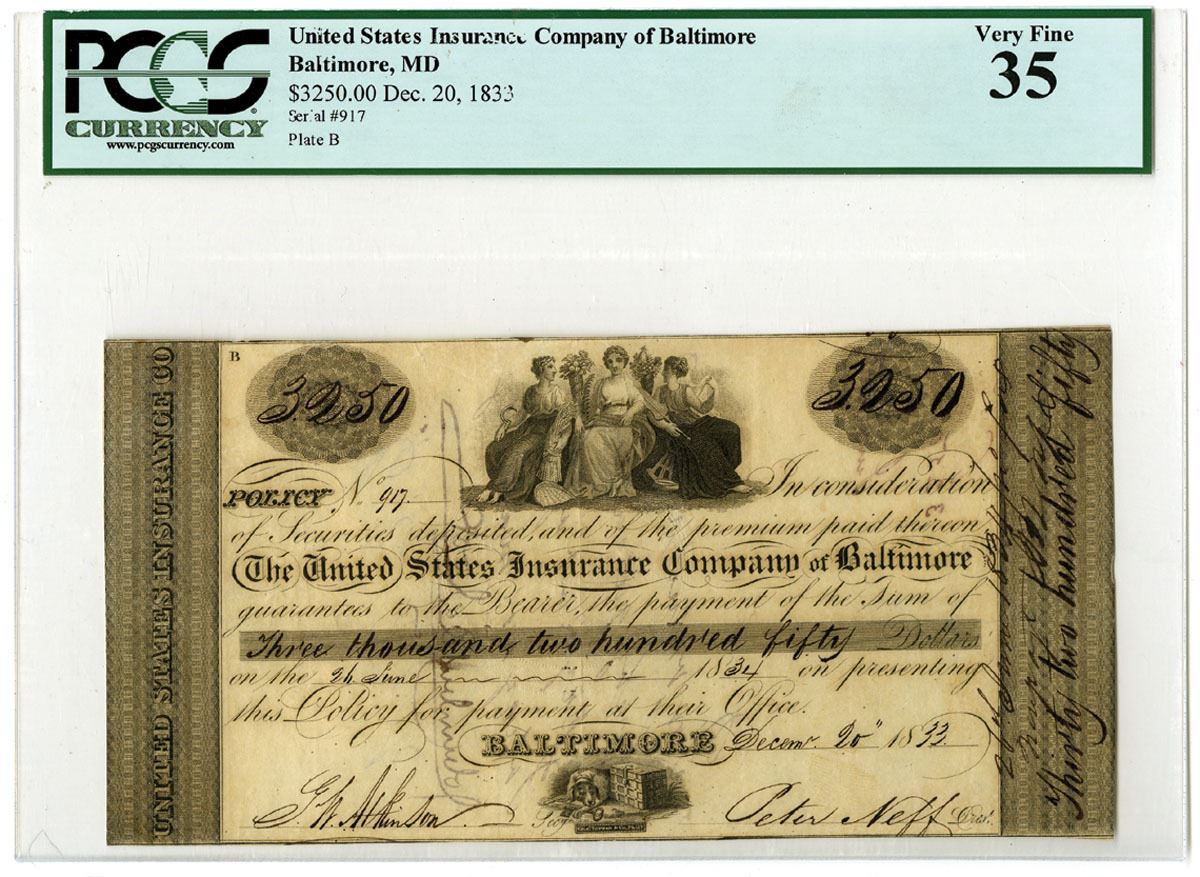 PCGS
CURRENCY
www.pcgscurrency.com
United States Insurance Company of Baltimore
Baltimore, MD
$3250.00 Dec. 20, 1833
Serial #917
Plate B
Very Fine
35
UNITED STATES INSURANCE CO
B
3250
3.250
POLICY No. 917.
In consideration
of Securities deposited, and of the premium paid thereon
The United States Insurance Company of Baltimore
guarantees to the Bearer, the payment of the Sum of
Three thousand two hundred fifty Dollars
on the 24 June 1834 on presenting
this Policy for payment at their Office.
BALTIMORE Decemr. 20" 1833
J. W. Atkinson Secy.
Peter Neff Prest.
Thirty two hundred fifty